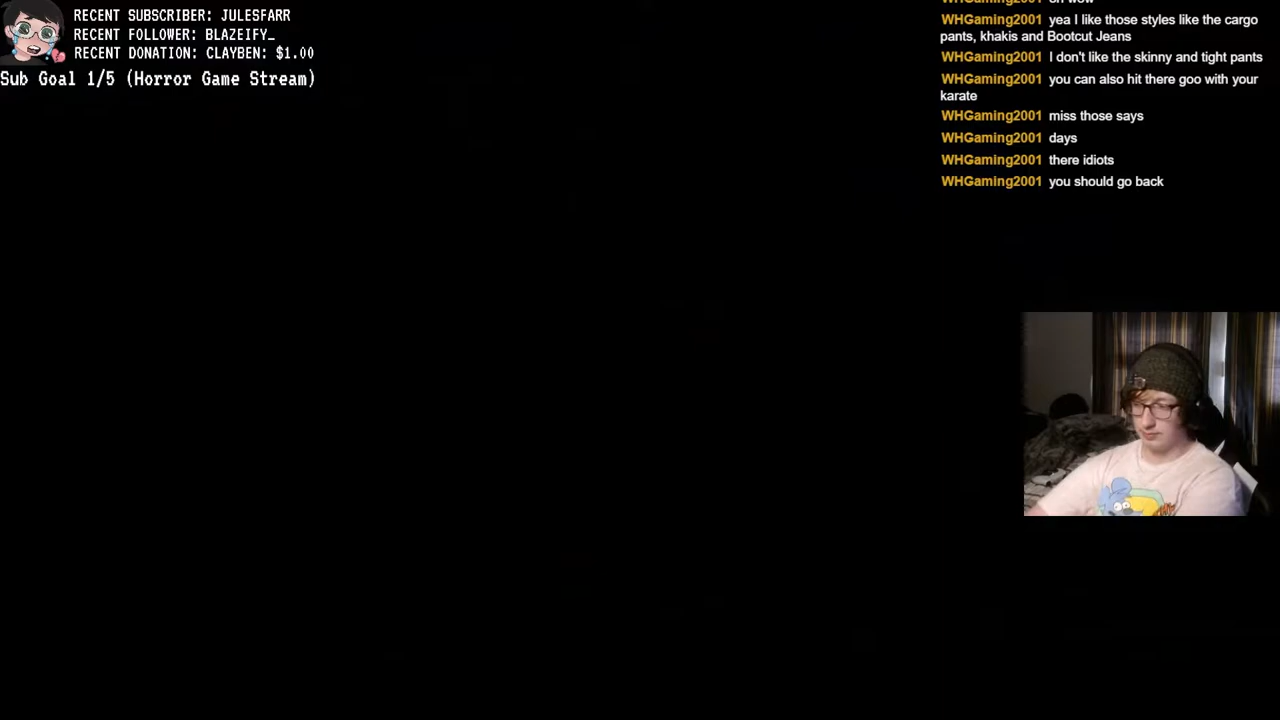 RECENT SUBSCRIBER: JULESFARR
RECENT FOLLOWER: BLAZEIFY_
RECENT DONATION: CLAYBEN: $1.00
Sub Goal 1/5 (Horror Game Stream)
WHGaming2001 oh wow
WHGaming2001 yea I like those styles like the cargo
pants, khakis and Bootcut Jeans
WHGaming2001 I don't like the skinny and tight pants
WHGaming2001 you can also hit there goo with your
karate
WHGaming2001 miss those says
WHGaming2001 days
WHGaming2001 there idiots
WHGaming2001 you should go back